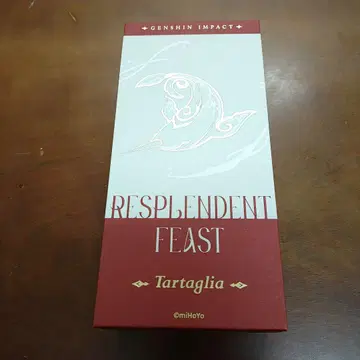 GENSHIN IMPACT
RESPLENDENT
FEAST
Tartaglia
©miHoYo